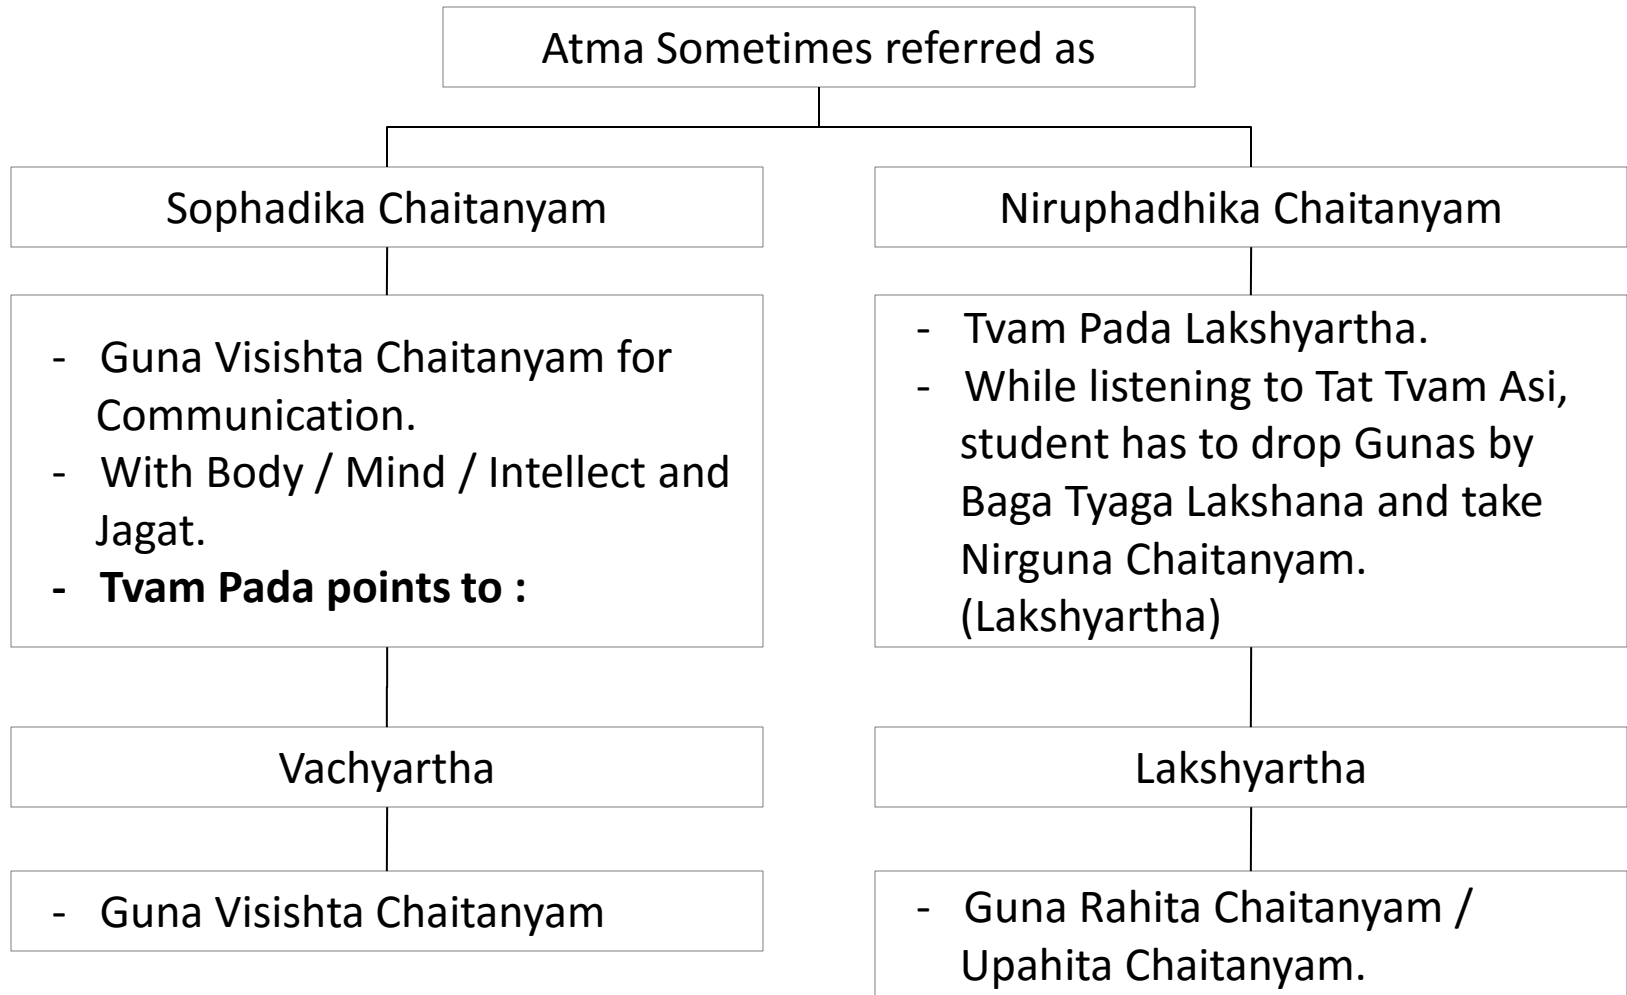 Atma Sometimes referred as
Sophadika Chaitanyam
- Guna Visishta Chaitanyam for
Communication.
- With Body / Mind / Intellect and
Jagat.
- Tvam Pada points to :
Vachyartha
- Guna Visishta Chaitanyam
Niruphadhika Chaitanyam
- Tvam Pada Lakshyartha.
- While listening to Tat Tvam Asi,
student has to drop Gunas by
Baga Tyaga Lakshana and take
Nirguna Chaitanyam.
(Lakshyartha)
Lakshyartha
- Guna Rahita Chaitanyam /
Upahita Chaitanyam.